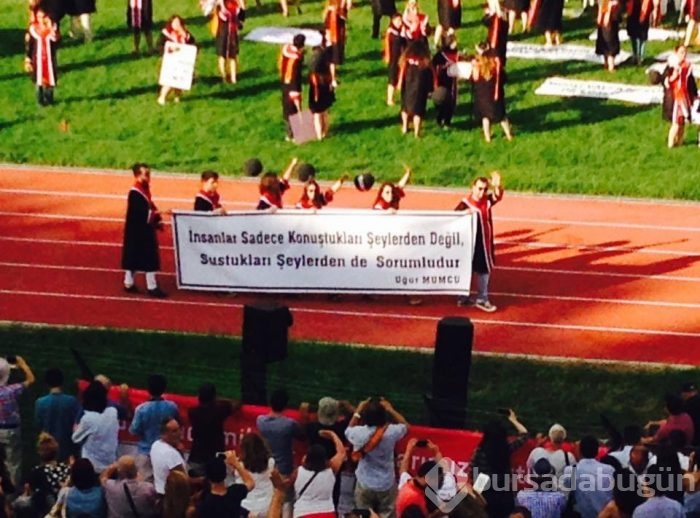 İnsanlar Sadece Konuştukları Şeylerden Değil,
Sustukları Şeylerden de Sorumludur
Uğur MUMCU
bursadabugün